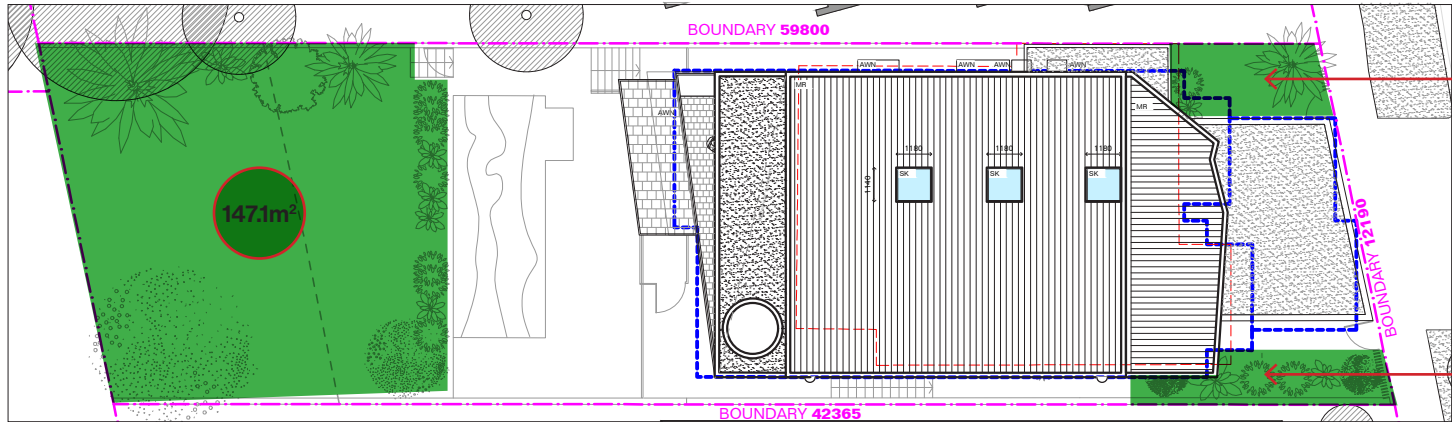 BOUNDARY 59800
AWN
AWN
AWN
AWN
MR
MR
AWN
1180
1180
1180
SK
SK
SK
1140
147.1m²
BOUNDARY 12190
BOUNDARY 42365